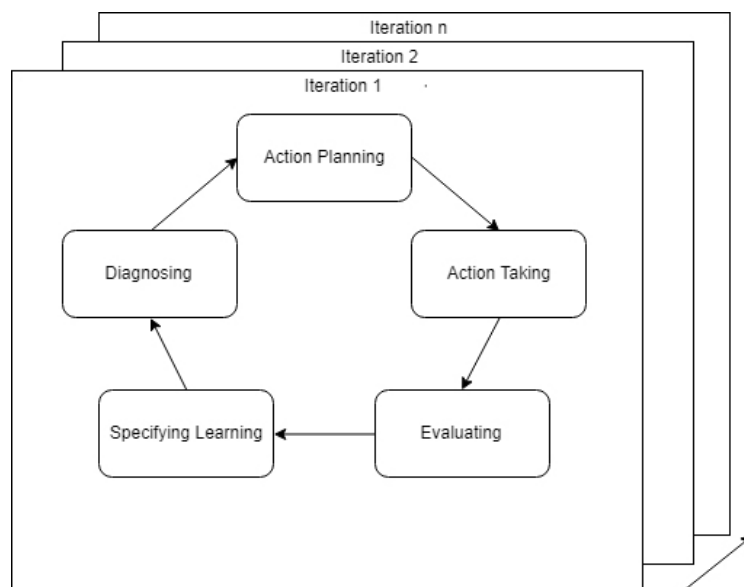 Iteration n
Iteration 2
Iteration 1
Action Planning
Diagnosing
Action Taking
Specifying Learning
Evaluating